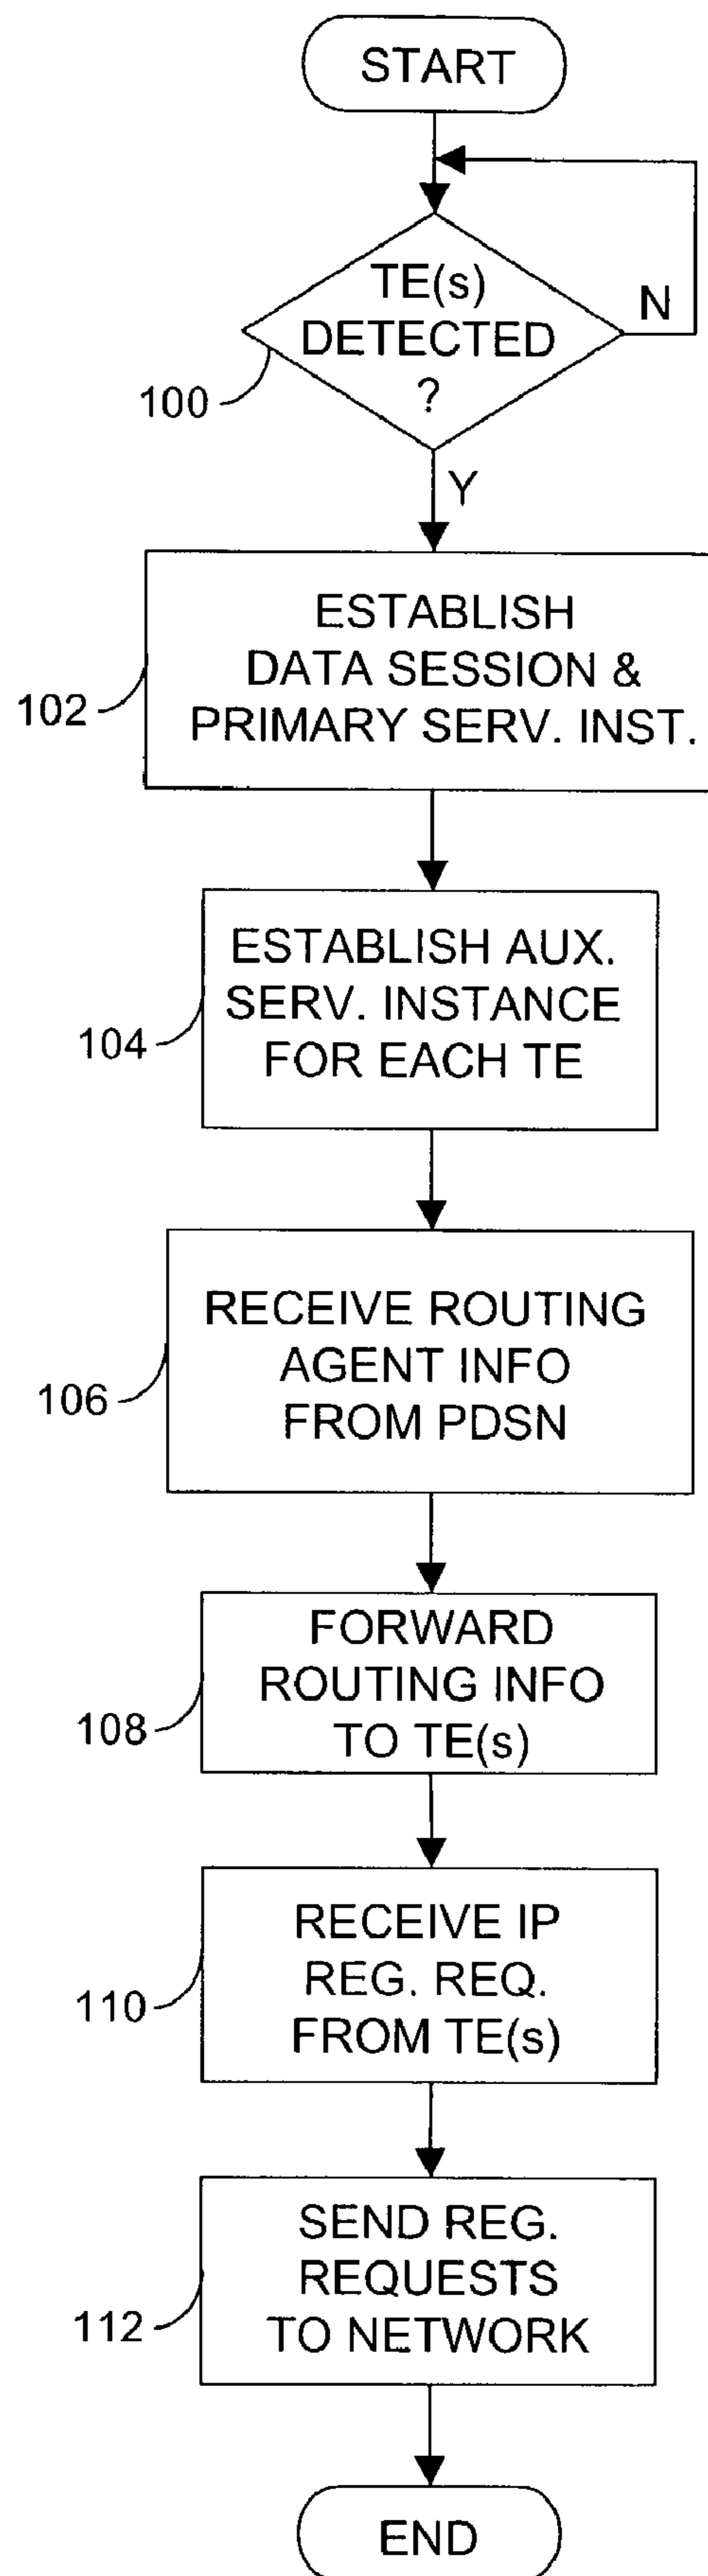 START
TE(s)
DETECTED
?
N
100
Y
ESTABLISH
DATA SESSION &
PRIMARY SERV. INST.
102
ESTABLISH AUX.
SERV. INSTANCE
FOR EACH TE
104
RECEIVE ROUTING
AGENT INFO
FROM PDSN
106
FORWARD
ROUTING INFO
TO TE(s)
108
RECEIVE IP
REG. REQ.
FROM TE(s)
110
SEND REG.
REQUESTS
TO NETWORK
112
END